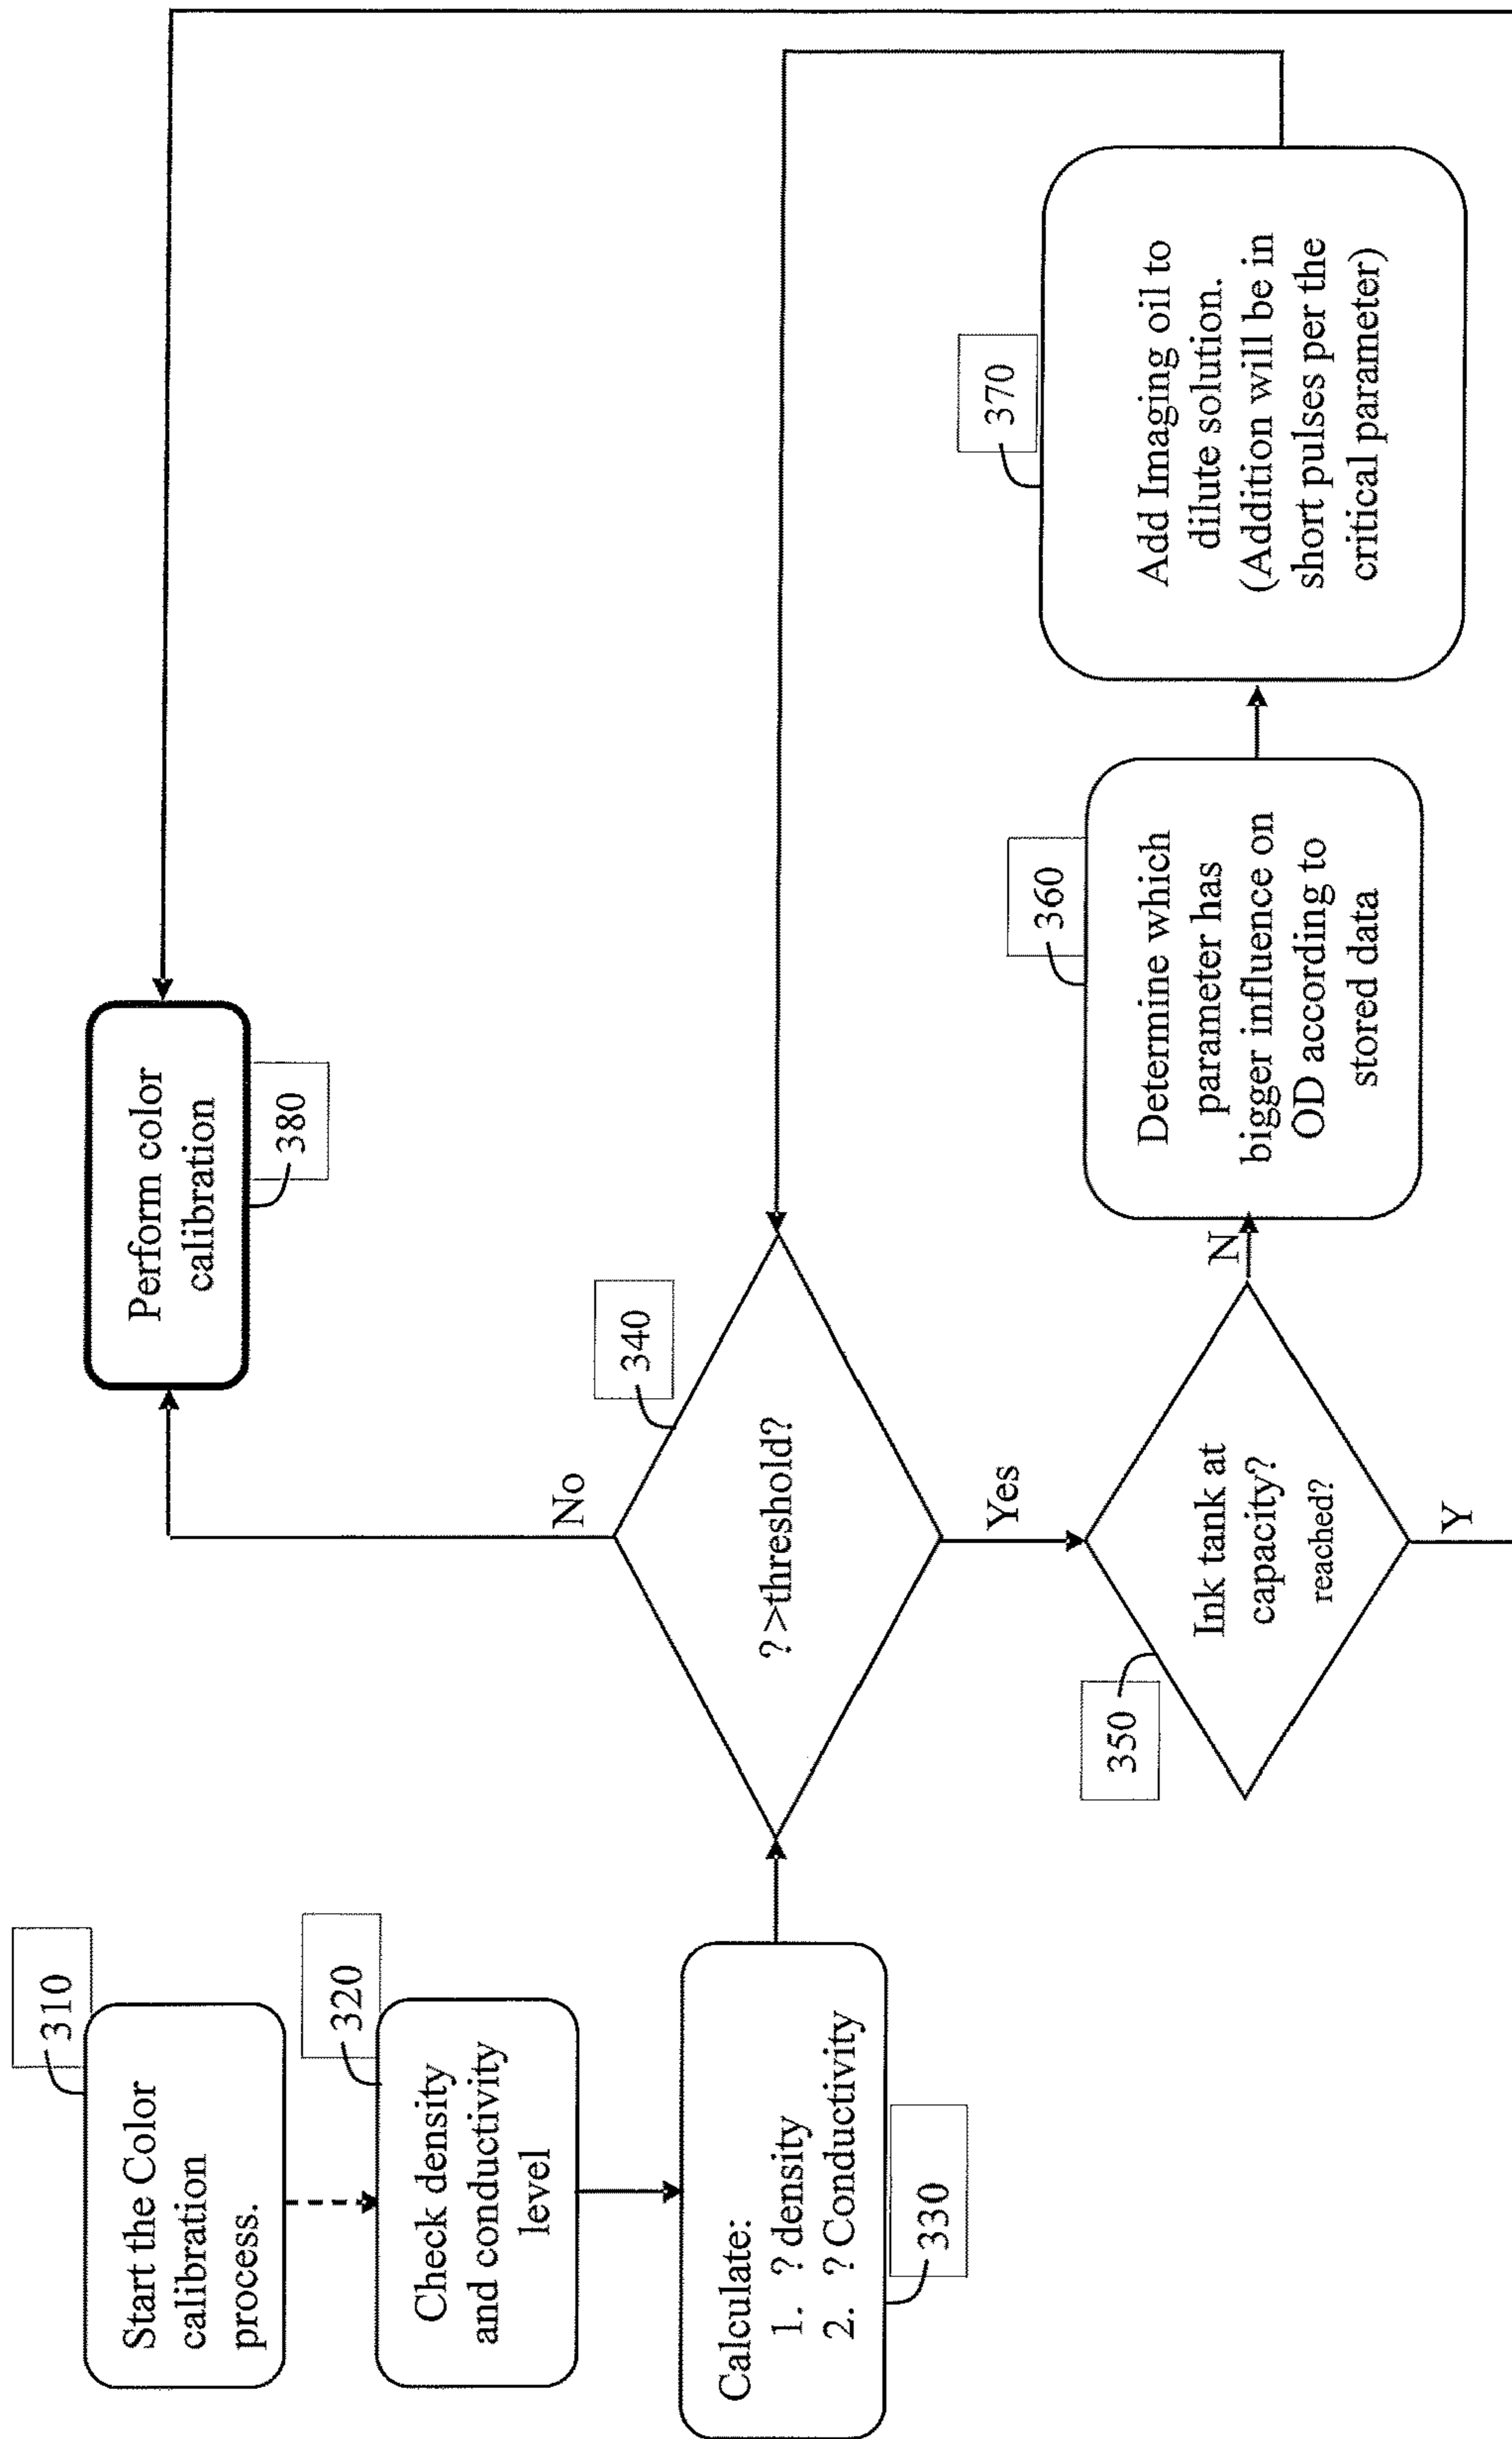 310
Start the Color
calibration
process.
320
Check density
and conductivity
level
Calculate:
1. ? density
2. ? Conductivity
330
? >threshold?
340
No
Yes
Perform color
calibration
380
350
Ink tank at
capacity?
reached?
N
Y
360
Determine which
parameter has
bigger influence on
OD according to
stored data
370
Add Imaging oil to
dilute solution.
(Addition will be in
short pulses per the
critical parameter)